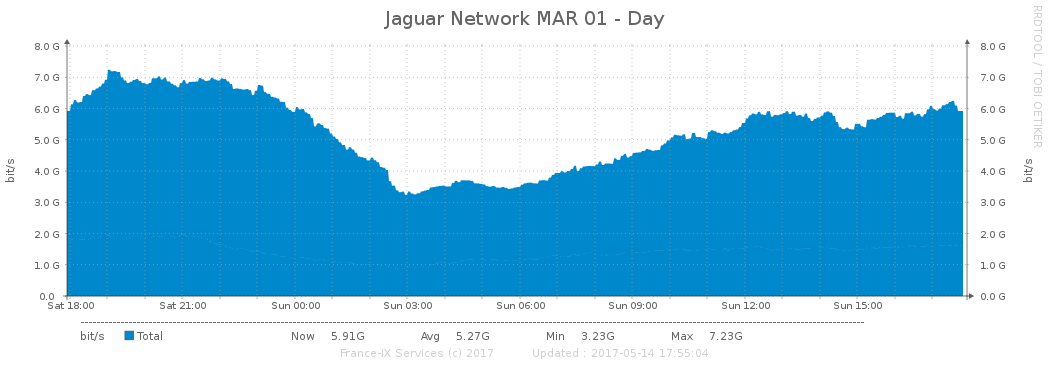 Jaguar Network MAR 01 - Day
RRDTOOL / TOBI OETIKER
bit/s
bit/s
8.0 G 8.0 G
7.0 G 7.0 G
6.0 G 6.0 G
5.0 G 5.0 G
4.0 G 4.0 G
3.0 G 3.0 G
2.0 G 2.0 G
1.0 G 1.0 G
0.0 0.0 G
Sat 18:00 Sat 21:00 Sun 00:00 Sun 03:00 Sun 06:00 Sun 09:00 Sun 12:00 Sun 15:00
bit/s Total Now 5.91G Avg 5.27G Min 3.23G Max 7.23G
France-IX Services (c) 2017 Updated : 2017-05-14 17:55:04